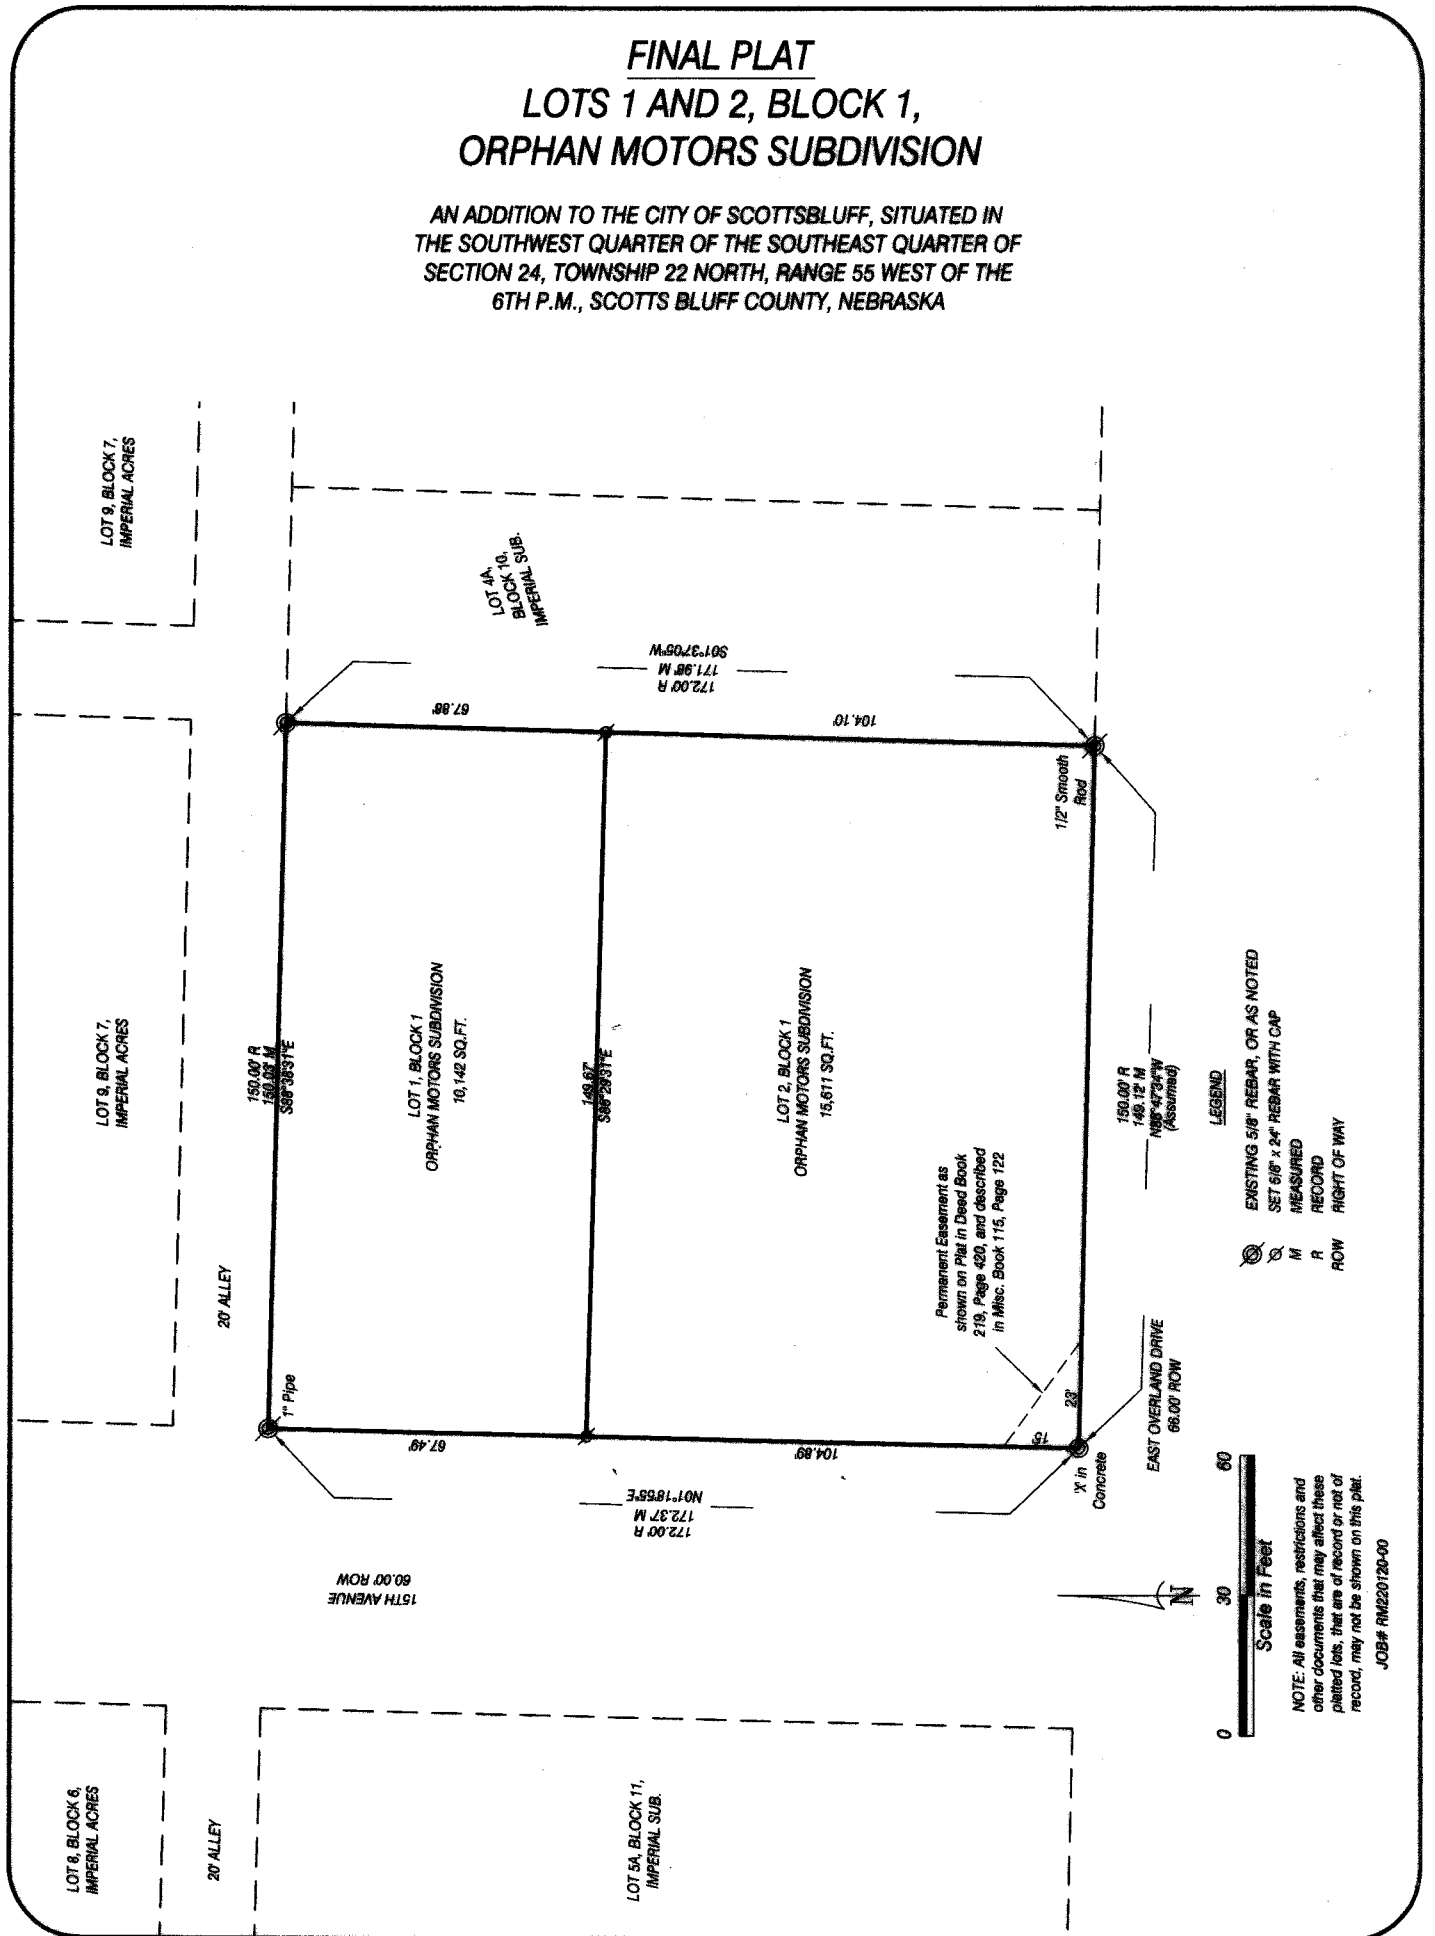 FINAL PLAT
LOTS 1 AND 2, BLOCK 1,
ORPHAN MOTORS SUBDIVISION
AN ADDITION TO THE CITY OF SCOTTSBLUFF, SITUATED IN
THE SOUTHWEST QUARTER OF THE SOUTHEAST QUARTER OF
SECTION 24, TOWNSHIP 22 NORTH, RANGE 55 WEST OF THE
6TH P.M., SCOTTS BLUFF COUNTY, NEBRASKA
LOT 9, BLOCK 7,
IMPERIAL ACRES
LOT 4A,
BLOCK 10,
IMPERIAL SUB.
172.00' R
171.98' M
S01°37'05"W
67.88'
104.10'
1/2" Smooth
Rod
LOT 9, BLOCK 7,
IMPERIAL ACRES
150.00' R
150.03' M
S88°38'31"E
LOT 1, BLOCK 1
ORPHAN MOTORS SUBDIVISION
10,142 SQ.FT.
149.67'
S88°29'31"E
LOT 2, BLOCK 1
ORPHAN MOTORS SUBDIVISION
15,611 SQ.FT.
150.00' R
149.12' M
N88°47'34"W
(Assumed)
Permanent Easement as
shown on Plat in Deed Book
219, Page 420, and described
in Misc. Book 115, Page 122
20' ALLEY
1" Pipe
67.49'
104.89'
15'
23'
'X' in
Concrete
EAST OVERLAND DRIVE
66.00' ROW
172.00' R
172.37' M
N01°18'55"E
15TH AVENUE
60.00' ROW
LEGEND
EXISTING 5/8" REBAR, OR AS NOTED
SET 5/8" x 24" REBAR WITH CAP
M MEASURED
R RECORD
ROW RIGHT OF WAY
N
0 30 60
Scale in Feet
NOTE: All easements, restrictions and
other documents that may affect these
platted lots, that are of record or not of
record, may not be shown on this plat.
JOB# RM220120-00
LOT 8, BLOCK 6,
IMPERIAL ACRES
20' ALLEY
LOT 5A, BLOCK 11,
IMPERIAL SUB.